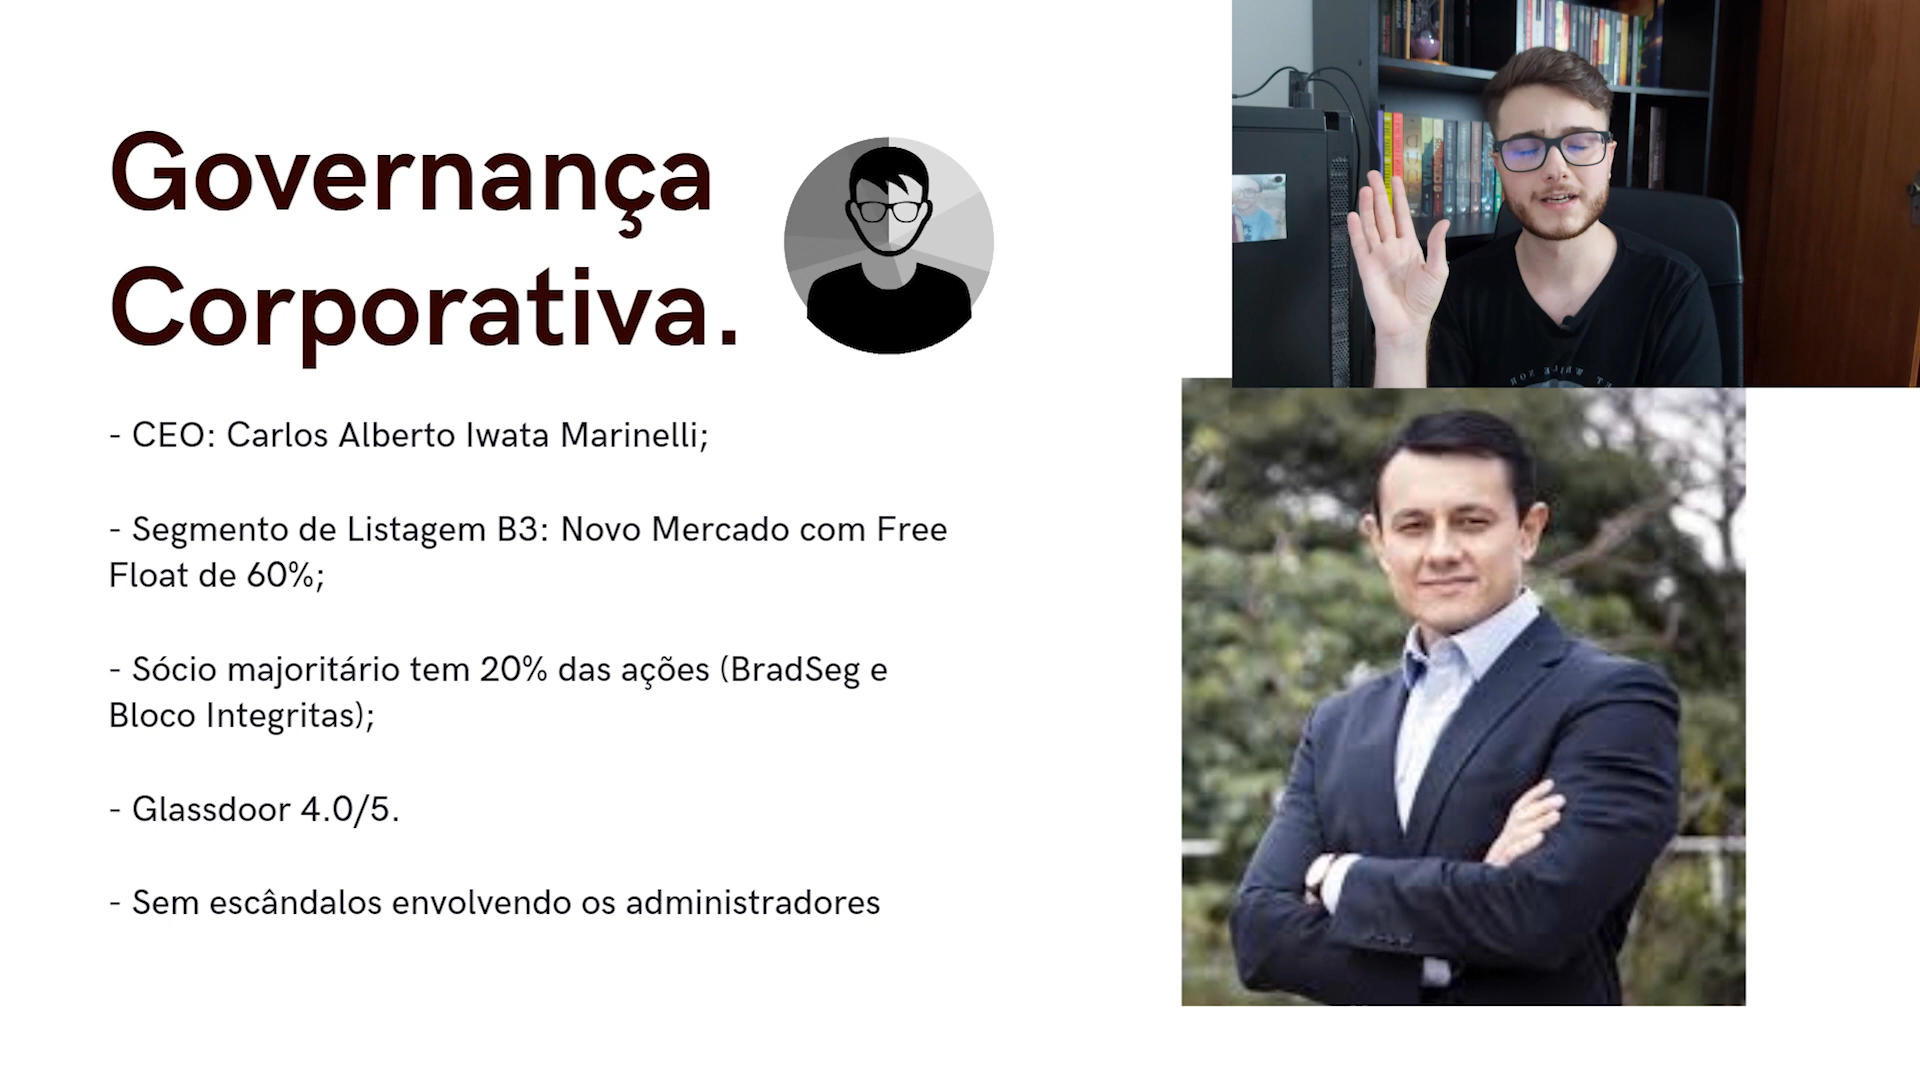 Governança
Corporativa.
- CEO: Carlos Alberto Iwata Marinelli;
- Segmento de Listagem B3: Novo Mercado com Free
Float de 60%;
- Sócio majoritário tem 20% das ações (BradSeg e
Bloco Integritas);
- Glassdoor 4.0/5.
- Sem escândalos envolvendo os administradores